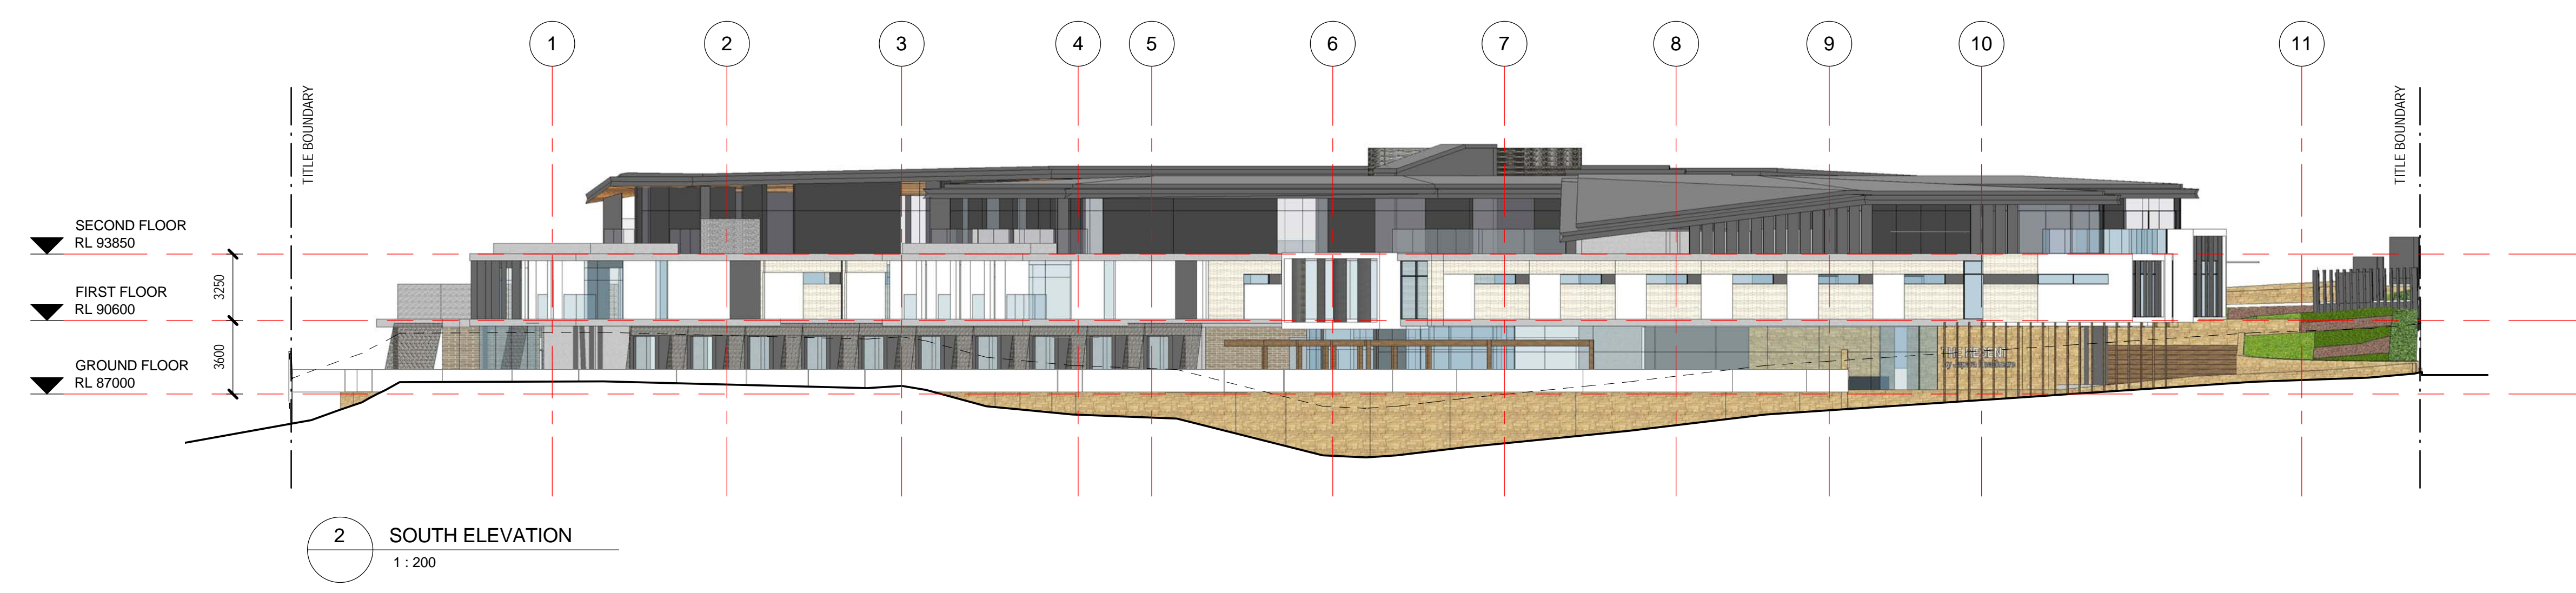 1 2 3 4 5 6 7 8 9 10 11
TITLE BOUNDARY
TITLE BOUNDARY
SECOND FLOOR
RL 93850
3250
FIRST FLOOR
RL 90600
3600
GROUND FLOOR
RL 87000
2 SOUTH ELEVATION
1 : 200